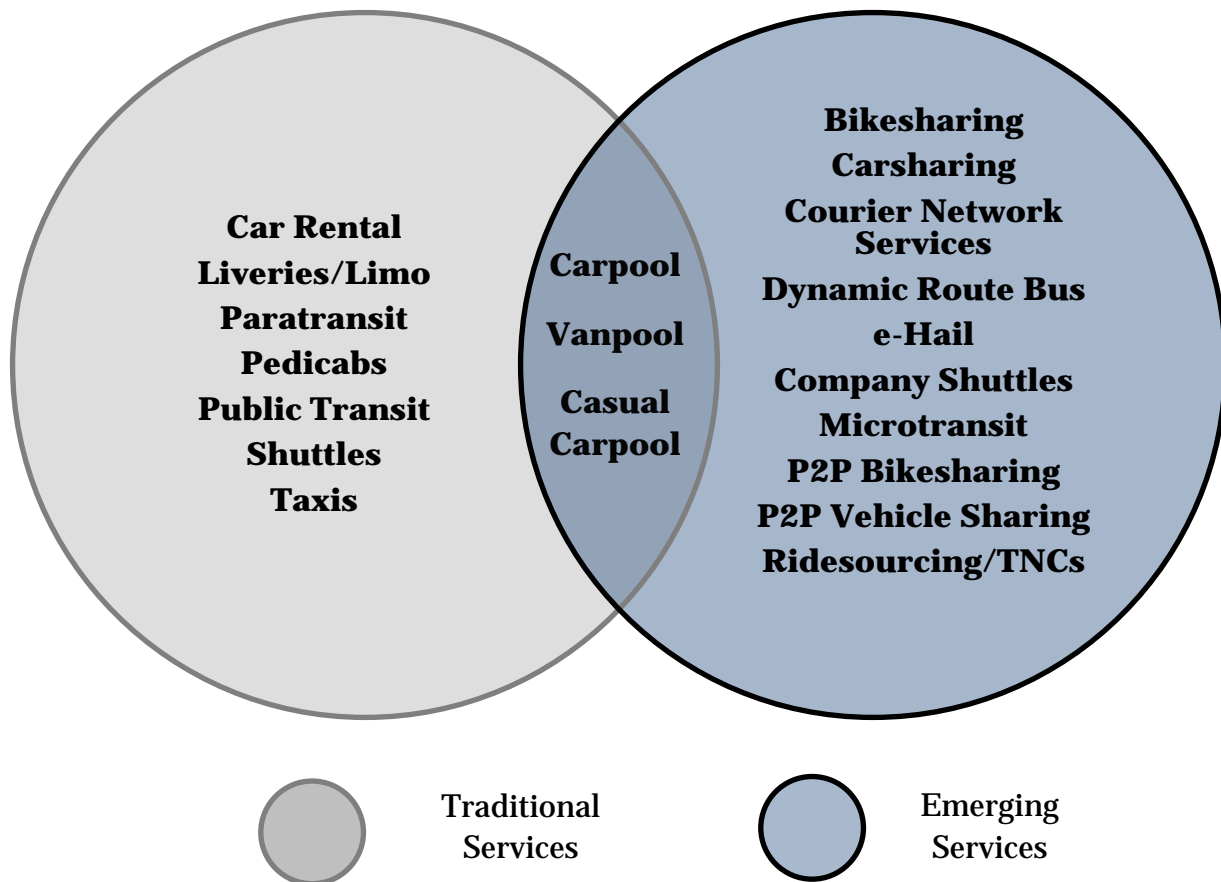 Car Rental
Liveries/Limo
Paratransit
Pedicabs
Public Transit
Shuttles
Taxis
Carpool
Vanpool
Casual
Carpool
Bikesharing
Carsharing
Courier Network
Services
Dynamic Route Bus
e-Hail
Company Shuttles
Microtransit
P2P Bikesharing
P2P Vehicle Sharing
Ridesourcing/TNCs
Traditional
Services
Emerging
Services